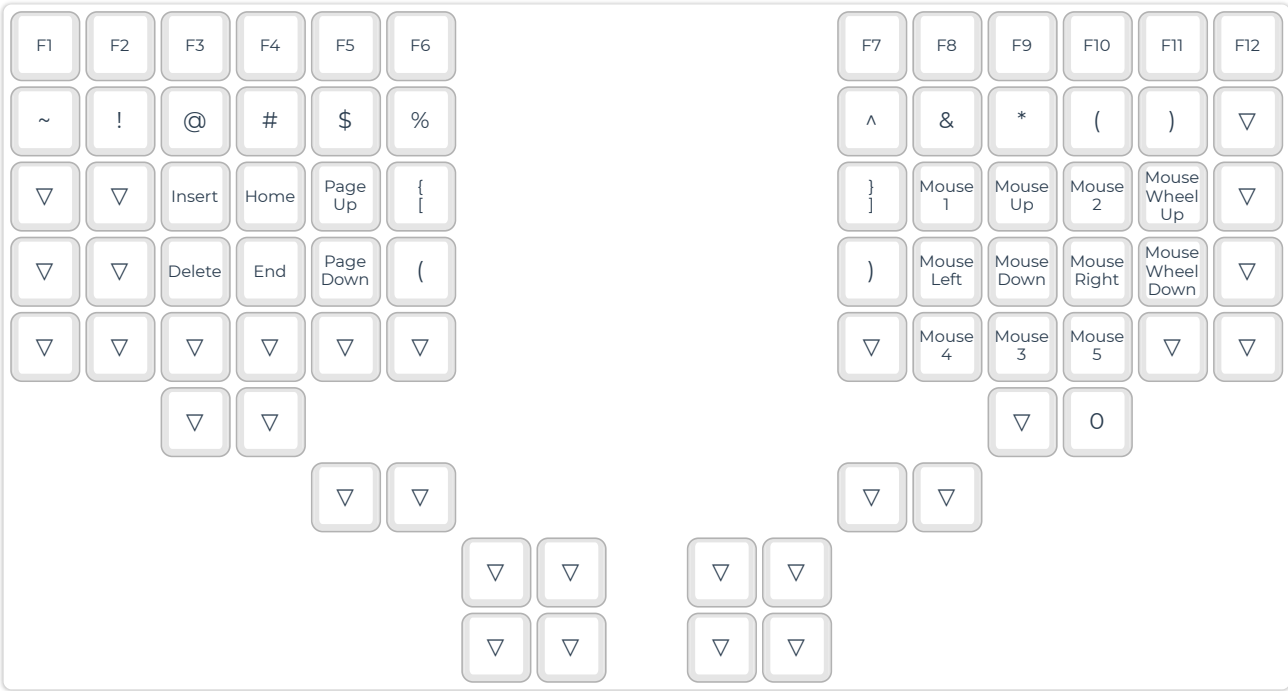 F1 F2 F3 F4 F5 F6 F7 F8 F9 F10 F11 F12
~ ! @ # $ % ^ & * ( ) ▽
▽ ▽ Insert Home Page Up { [ } ] Mouse 1 Mouse Up Mouse 2 Mouse Wheel Up ▽
▽ ▽ Delete End Page Down ( ) Mouse Left Mouse Down Mouse Right Mouse Wheel Down ▽
▽ ▽ ▽ ▽ ▽ ▽ ▽ Mouse 4 Mouse 3 Mouse 5 ▽ ▽
▽ ▽ ▽ 0
▽ ▽ ▽ ▽
▽ ▽ ▽ ▽
▽ ▽ ▽ ▽